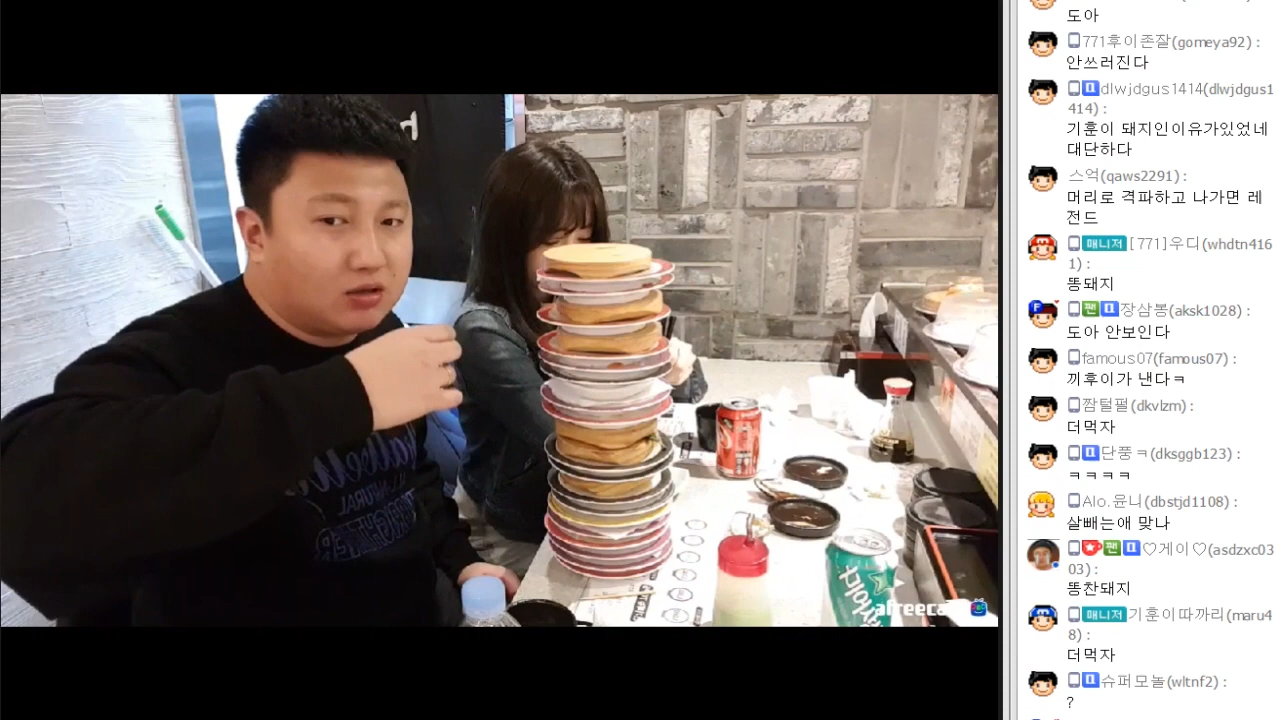 도아
771후이존잘(gomeya92) :
안쓰러진다
dlwjdgus1414(dlwjdgus1
414) :
기훈이 돼지인이유가있었네
대단하다
스억(qaws2291) :
머리로 격파하고 나가면 레
전드
매니저 [771]우디(whdtn416
1) :
똥돼지
팬 장삼봉(aksk1028) :
도아 안보인다
famous07(famous07) :
끼후이가 낸다ㅋ
짬털펄(dkvlzm) :
더먹자
단풍ㅋ(dksggb123) :
ㅋㅋㅋㅋ
Alo.윤니(dbstjd1108) :
살빼는애 맞나
팬 ♡게이♡(asdzxc03
03) :
똥찬돼지
매니저 기훈이따까리(maru4
8) :
더먹자
슈퍼모놀(wltnf2) :
?
afreeca